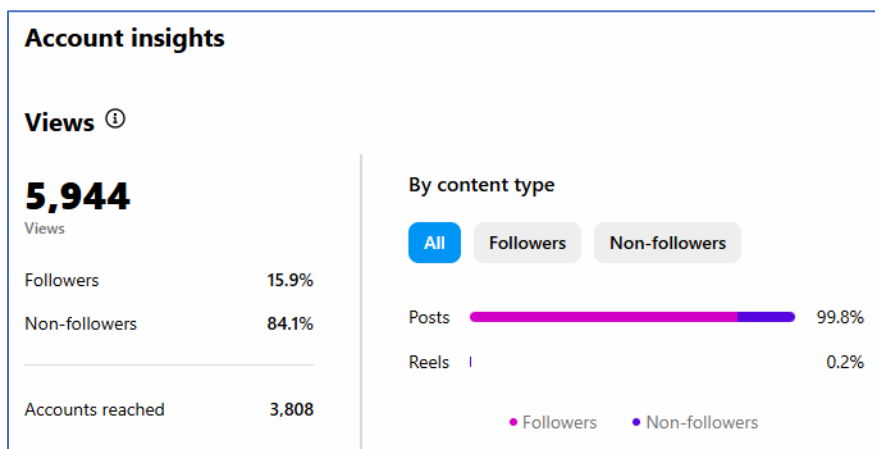 Account insights
Views
5,944
Views
Followers 15.9%
Non-followers 84.1%
Accounts reached 3,808
By content type
All Followers Non-followers
Posts 99.8%
Reels 0.2%
Followers Non-followers